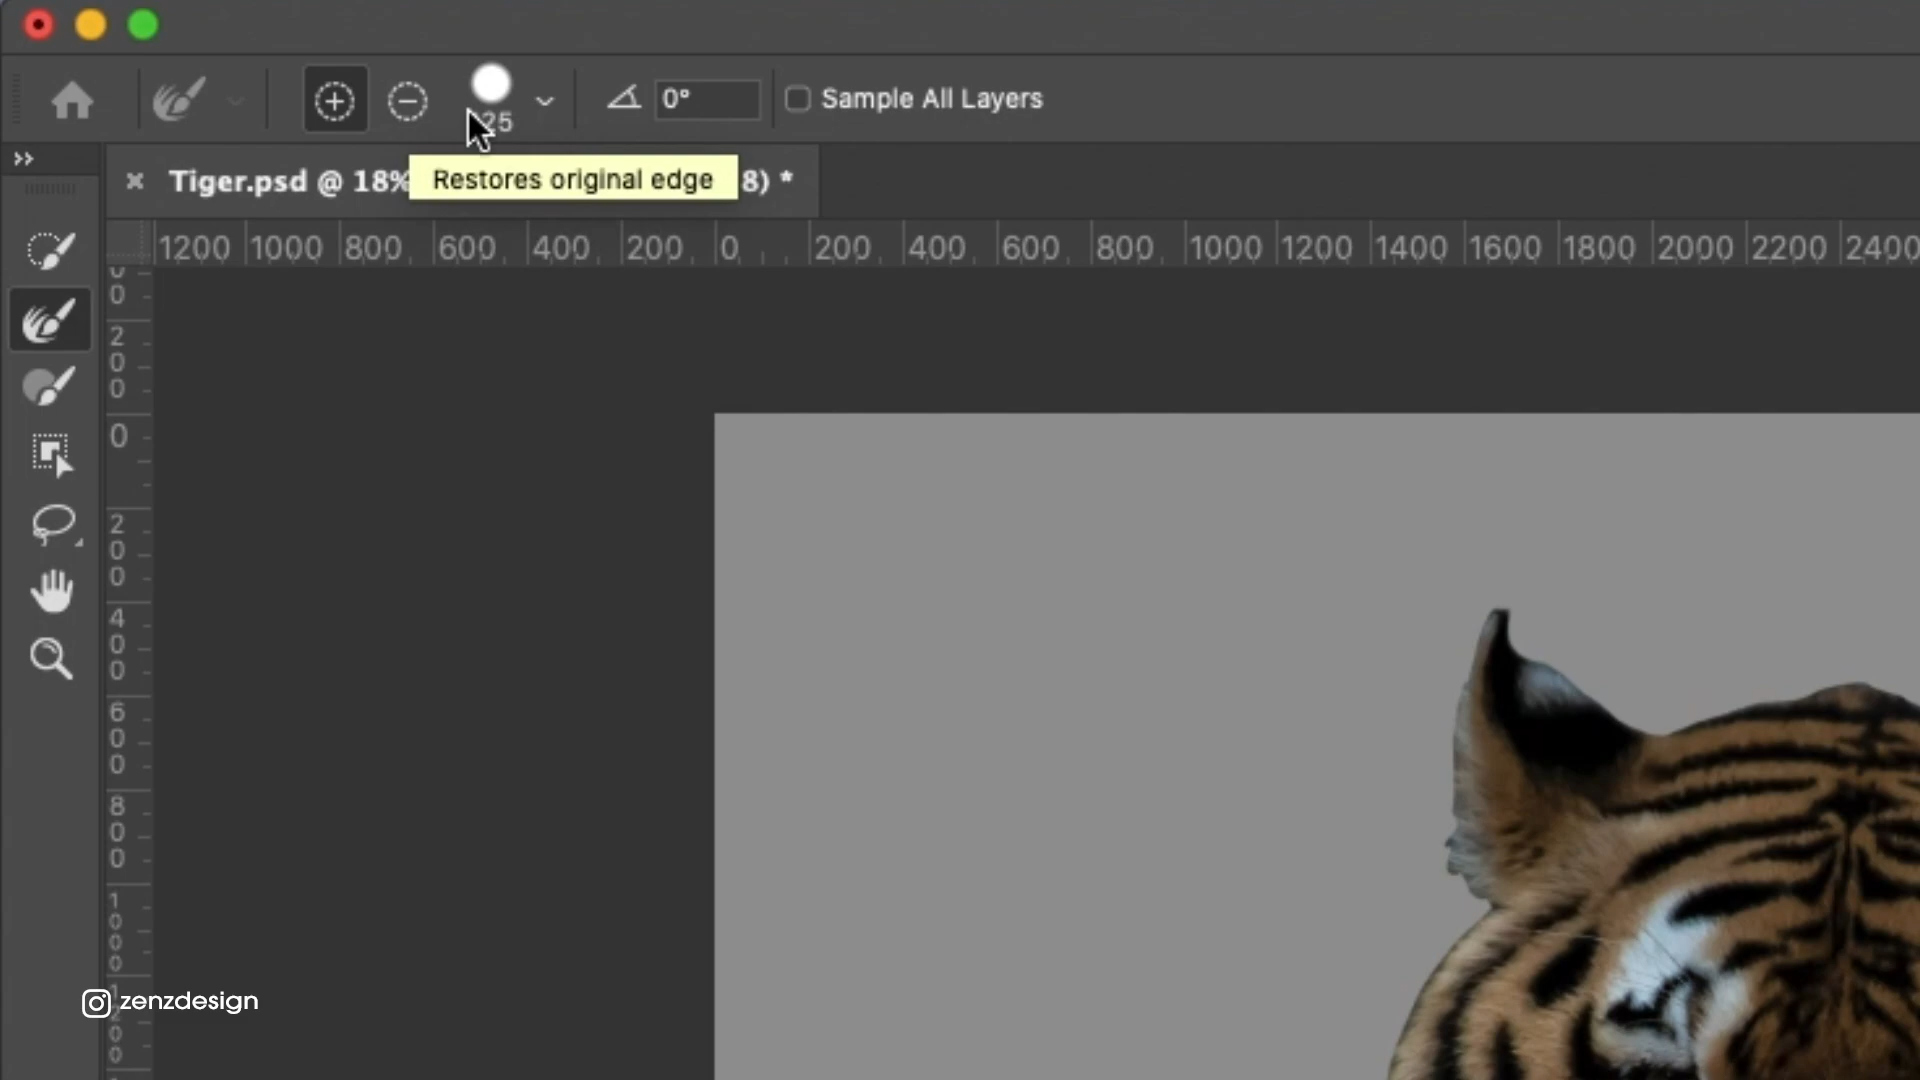 25
0°
Sample All Layers
Tiger.psd @ 18%
Restores original edge
8) *
1200 1000 800 600 400 200 0 200 400 600 800 1000 1200 1400 1600 1800 2000 2200 2400
0
200
0
200
400
600
800
1000
1200
zenzdesign